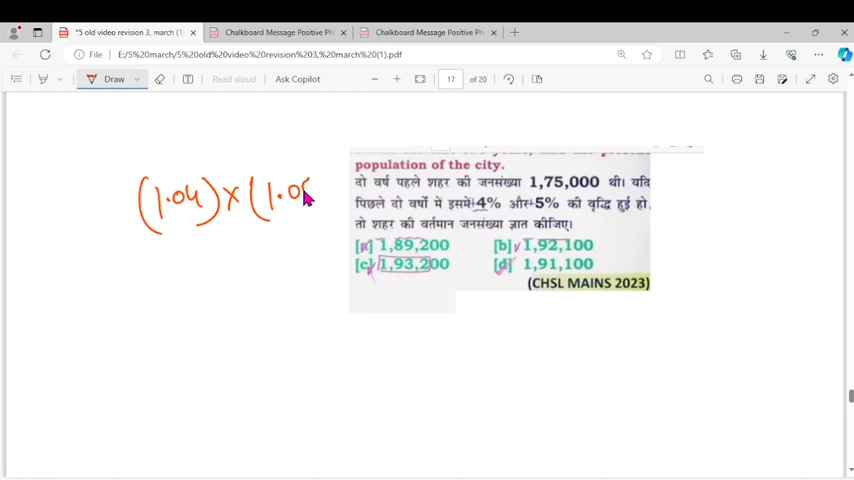 *5 old video revision 3, march (1)
Chalkboard Message Positive Ph
Chalkboard Message Positive Ph
File
E:/5%20march/5%20old%20video%20revision%203,%20march%20(1).pdf
Draw
Read aloud
Ask Copilot
17
of 20
population of the city.
दो वर्ष पहले शहर की जनसंख्या 1,75,000 थी। यदि
पिछले दो वर्षो में इसमें +4% और +5% की वृद्धि हुई हो,
तो शहर की वर्तमान जनसंख्या ज्ञात कीजिए।
[a] 1,89,200 [b] 1,92,100
[c] 1,93,200 [d] 1,91,100
(CHSL MAINS 2023)
(1.04) × (1.05